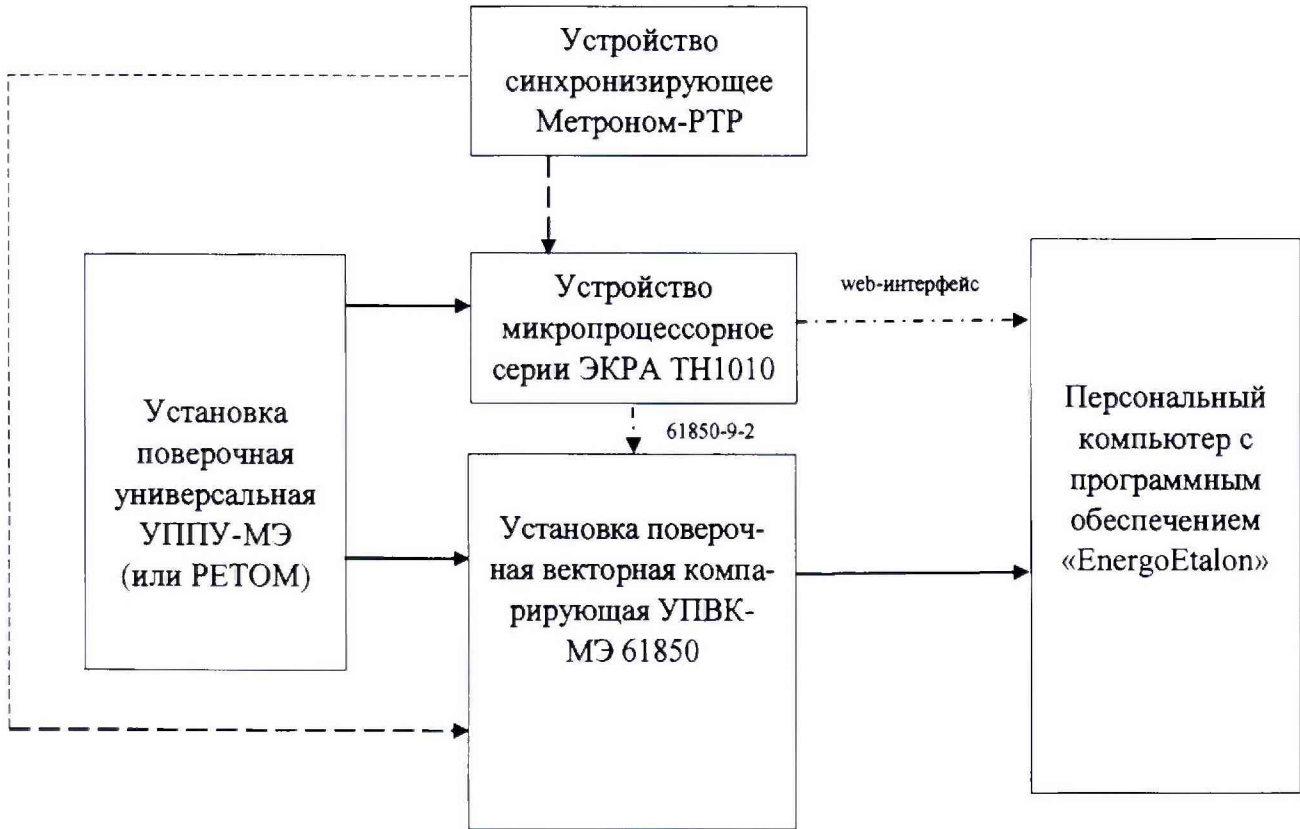 Устройство
синхронизирующее
Метроном-РТР
Устройство
микропроцессорное
серии ЭКРА ТН1010
web-интерфейс
61850-9-2
Установка
поверочная
универсальная
УППУ-МЭ
(или РЕТОМ)
Установка повероч-
ная векторная компа-
рирующая УПВК-
МЭ 61850
Персональный
компьютер с
программным
обеспечением
«EnergoEtalon»